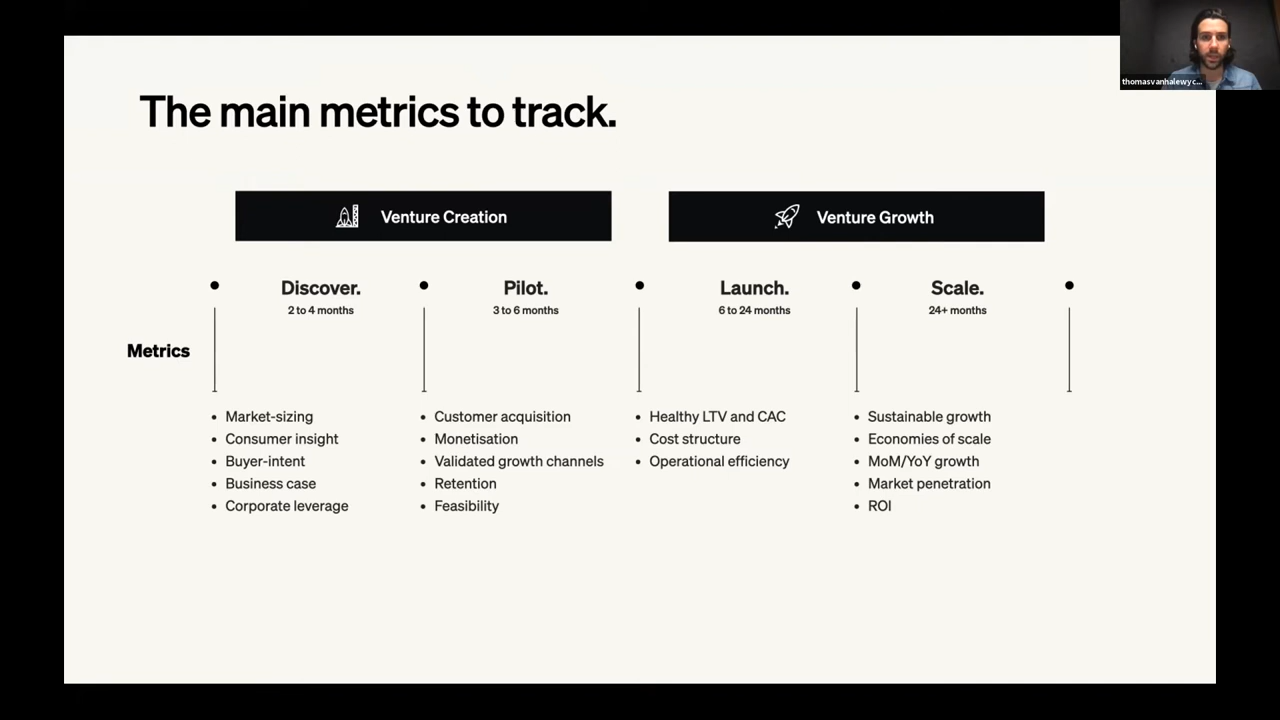 thomasvanhalewyc...
The main metrics to track.
Venture Creation
Venture Growth
Discover.
2 to 4 months
Pilot.
3 to 6 months
Launch.
6 to 24 months
Scale.
24+ months
Metrics
• Market-sizing
• Consumer insight
• Buyer-intent
• Business case
• Corporate leverage
• Customer acquisition
• Monetisation
• Validated growth channels
• Retention
• Feasibility
• Healthy LTV and CAC
• Cost structure
• Operational efficiency
• Sustainable growth
• Economies of scale
• MoM/YoY growth
• Market penetration
• ROI